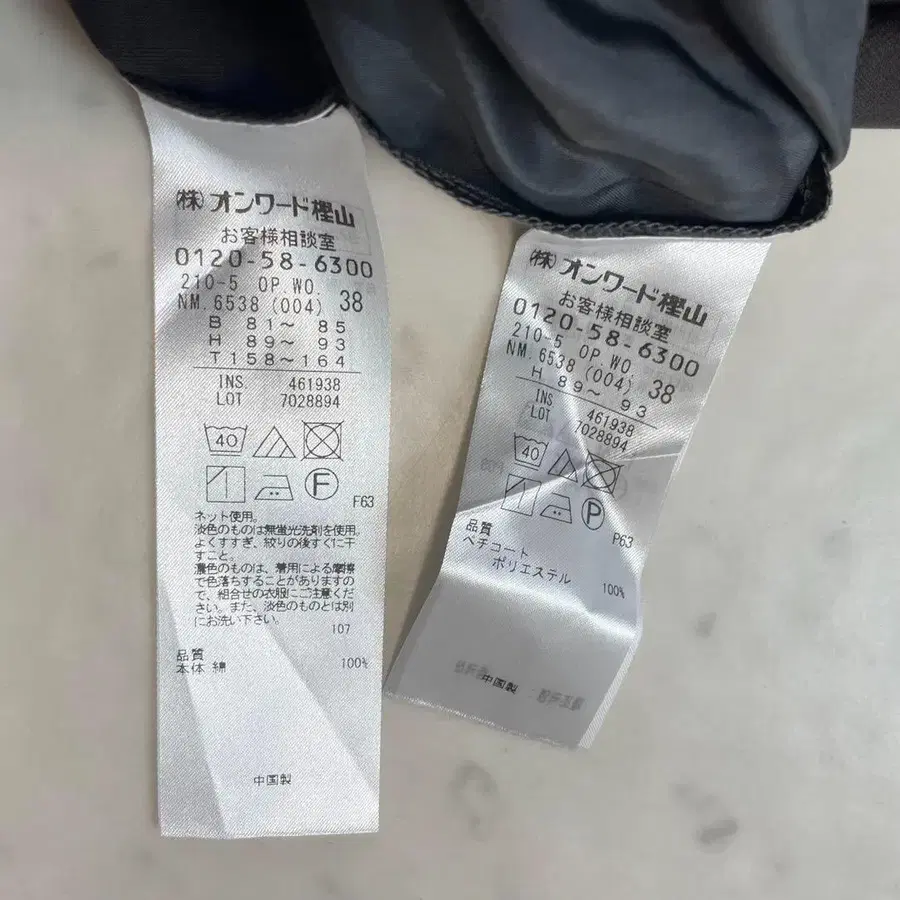 ㈱オンワード樫山
お客様相談室
0120-58-6300
210-5 OP.WO.
NM.6538 (004) 38
B 81～ 85
H 89～ 93
T158～164
INS 461938
LOT 7028894
40
F
F63
ネット使用。
淡色のものは無蛍光洗剤を使用。
よくすすぎ、絞りの後すぐに干
すこと。
濃色のものは、着用による摩擦
で色落ちすることがありますの
で、組合せの衣服にご注意くだ
さい。また、淡色のものとは別
にお洗い下さい。
107
品質
本体 綿 100%
中国製
㈱オンワード樫山
お客様相談室
0120-58-6300
210-5 OP.WO.
NM.6538 (004) 38
H 89～ 93
INS 461938
LOT 7028894
40
P
P63
品質
ペチコート
ポリエステル 100%
中国製